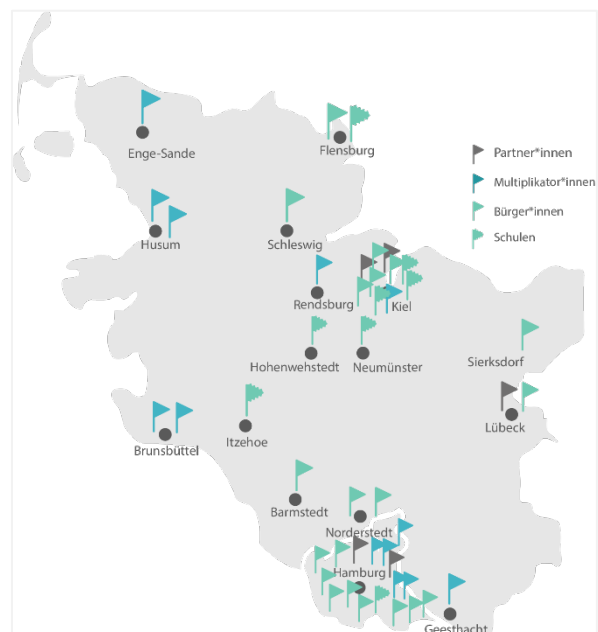 Enge-Sande
Flensburg
Partner*innen
Multiplikator*innen
Bürger*innen
Schulen
Husum
Schleswig
Rendsburg
Kiel
Hohenwehstedt
Neumünster
Sierksdorf
Lübeck
Brunsbüttel
Itzehoe
Barmstedt
Norderstedt
Hamburg
Geesthacht